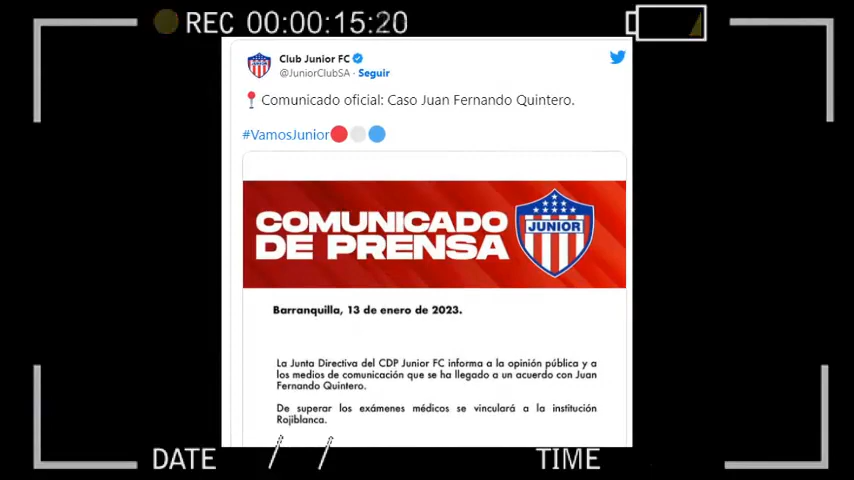 REC 00:00:15:20
Club Junior FC
@JuniorClubSA · Seguir
Comunicado oficial: Caso Juan Fernando Quintero.
#VamosJunior
COMUNICADO
DE PRENSA
JUNIOR
Barranquilla, 13 de enero de 2023.
La Junta Directiva del CDP Junior FC informa a la opinión pública y a
los medios de comunicación que se ha llegado a un acuerdo con Juan
Fernando Quintero.
De superar los exámenes médicos se vinculará a la institución
Rojiblanca.
DATE / / TIME